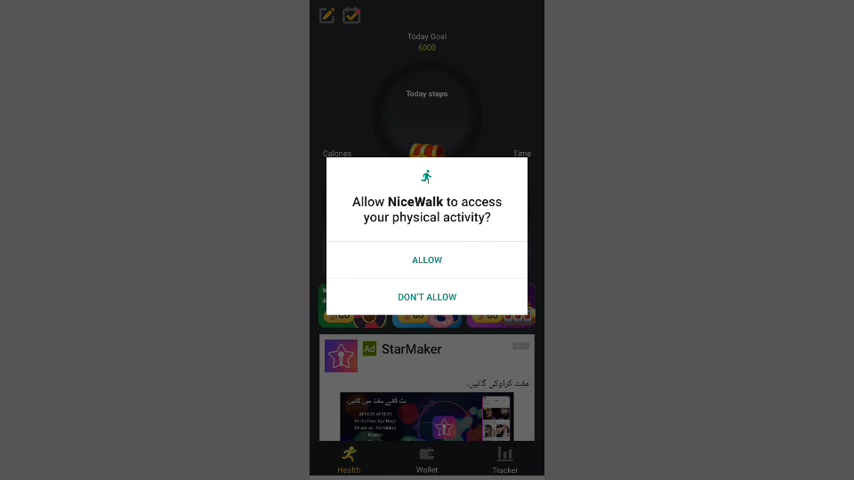 Today Goal
6000
Today steps
Calories
Time
Allow NiceWalk to access
your physical activity?
ALLOW
DON'T ALLOW
Ad StarMaker
مفت کراوکی گائیں۔
Health
Wallet
Tracker